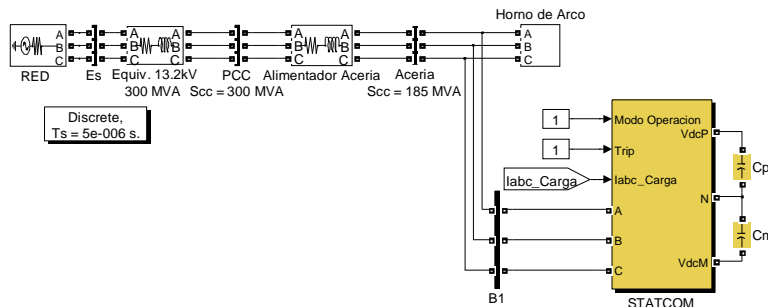 Horno de Arco
A
B
C
RED
Es
A
B
C
A
B
C
Equiv. 13.2kV
300 MVA
A
B
C
A
B
C
PCC
Scc = 300 MVA
A
B
C
A
B
C
Alimentador Aceria
A
B
C
Aceria
Scc = 185 MVA
A
B
C
Discrete,
Ts = 5e-006 s.
1
Modo Operacion
VdcP
1
Trip
Cp
Iabc_Carga
Iabc_Carga
N
A
B
Cn
C
VdcM
B1
STATCOM